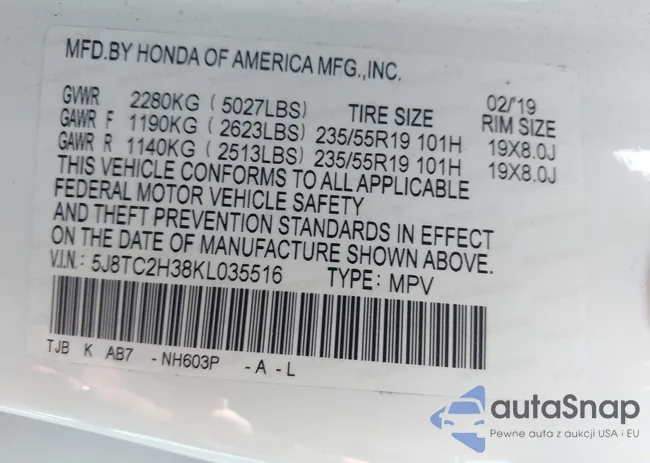 MFD.BY HONDA OF AMERICA MFG.,INC.
02/'19
GVWR 2280KG ( 5027LBS) TIRE SIZE RIM SIZE
GAWR F 1190KG ( 2623LBS) 235/55R19 101H 19X8.0J
GAWR R 1140KG ( 2513LBS) 235/55R19 101H 19X8.0J
THIS VEHICLE CONFORMS TO ALL APPLICABLE
FEDERAL MOTOR VEHICLE SAFETY
AND THEFT PREVENTION STANDARDS IN EFFECT
ON THE DATE OF MANUFACTURE SHOWN ABOVE.
V.I.N: 5J8TC2H38KL035516 TYPE: MPV
TJB K AB7 -NH603P -A-L
autaSnap
Pewne auta z aukcji USA i EU